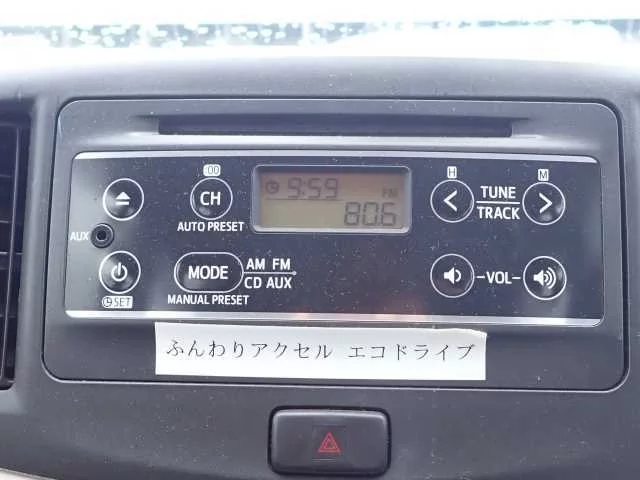 :00
H
M
CH
9:59
FM
80.6
<
TUNE
TRACK
>
AUTO PRESET
AUX
MODE
AM FM
CD AUX
-VOL-
SET
MANUAL PRESET
ふんわりアクセル エコドライブ